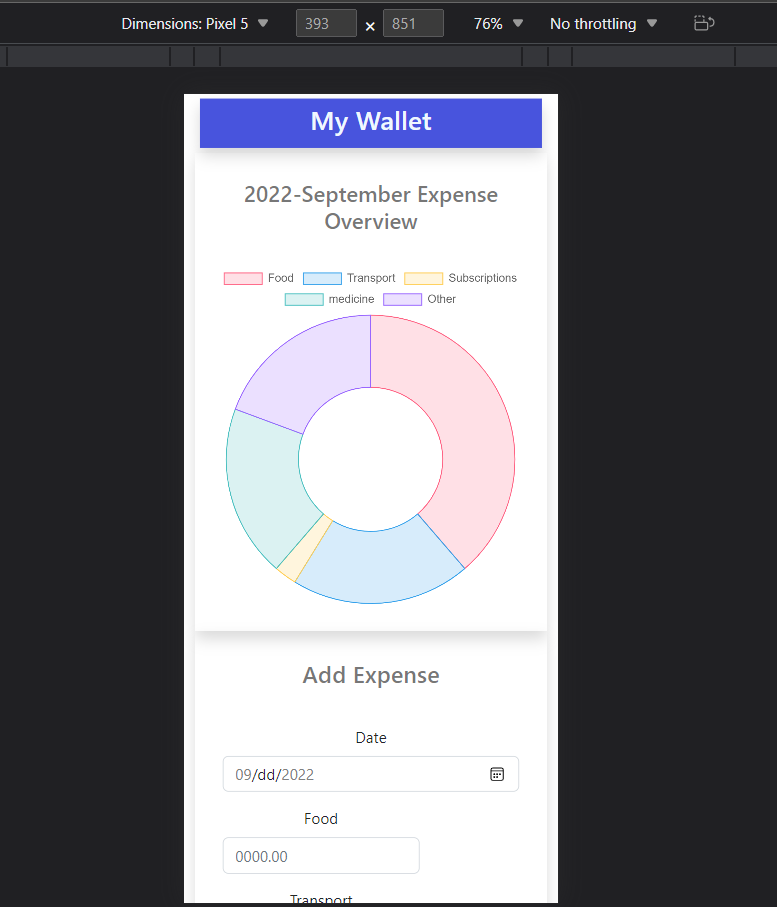 Dimensions: Pixel 5 393 × 851 76% No throttling
My Wallet
2022-September Expense
Overview
Food Transport Subscriptions
medicine Other
Add Expense
Date
09/dd/2022
Food
0000.00
Transport